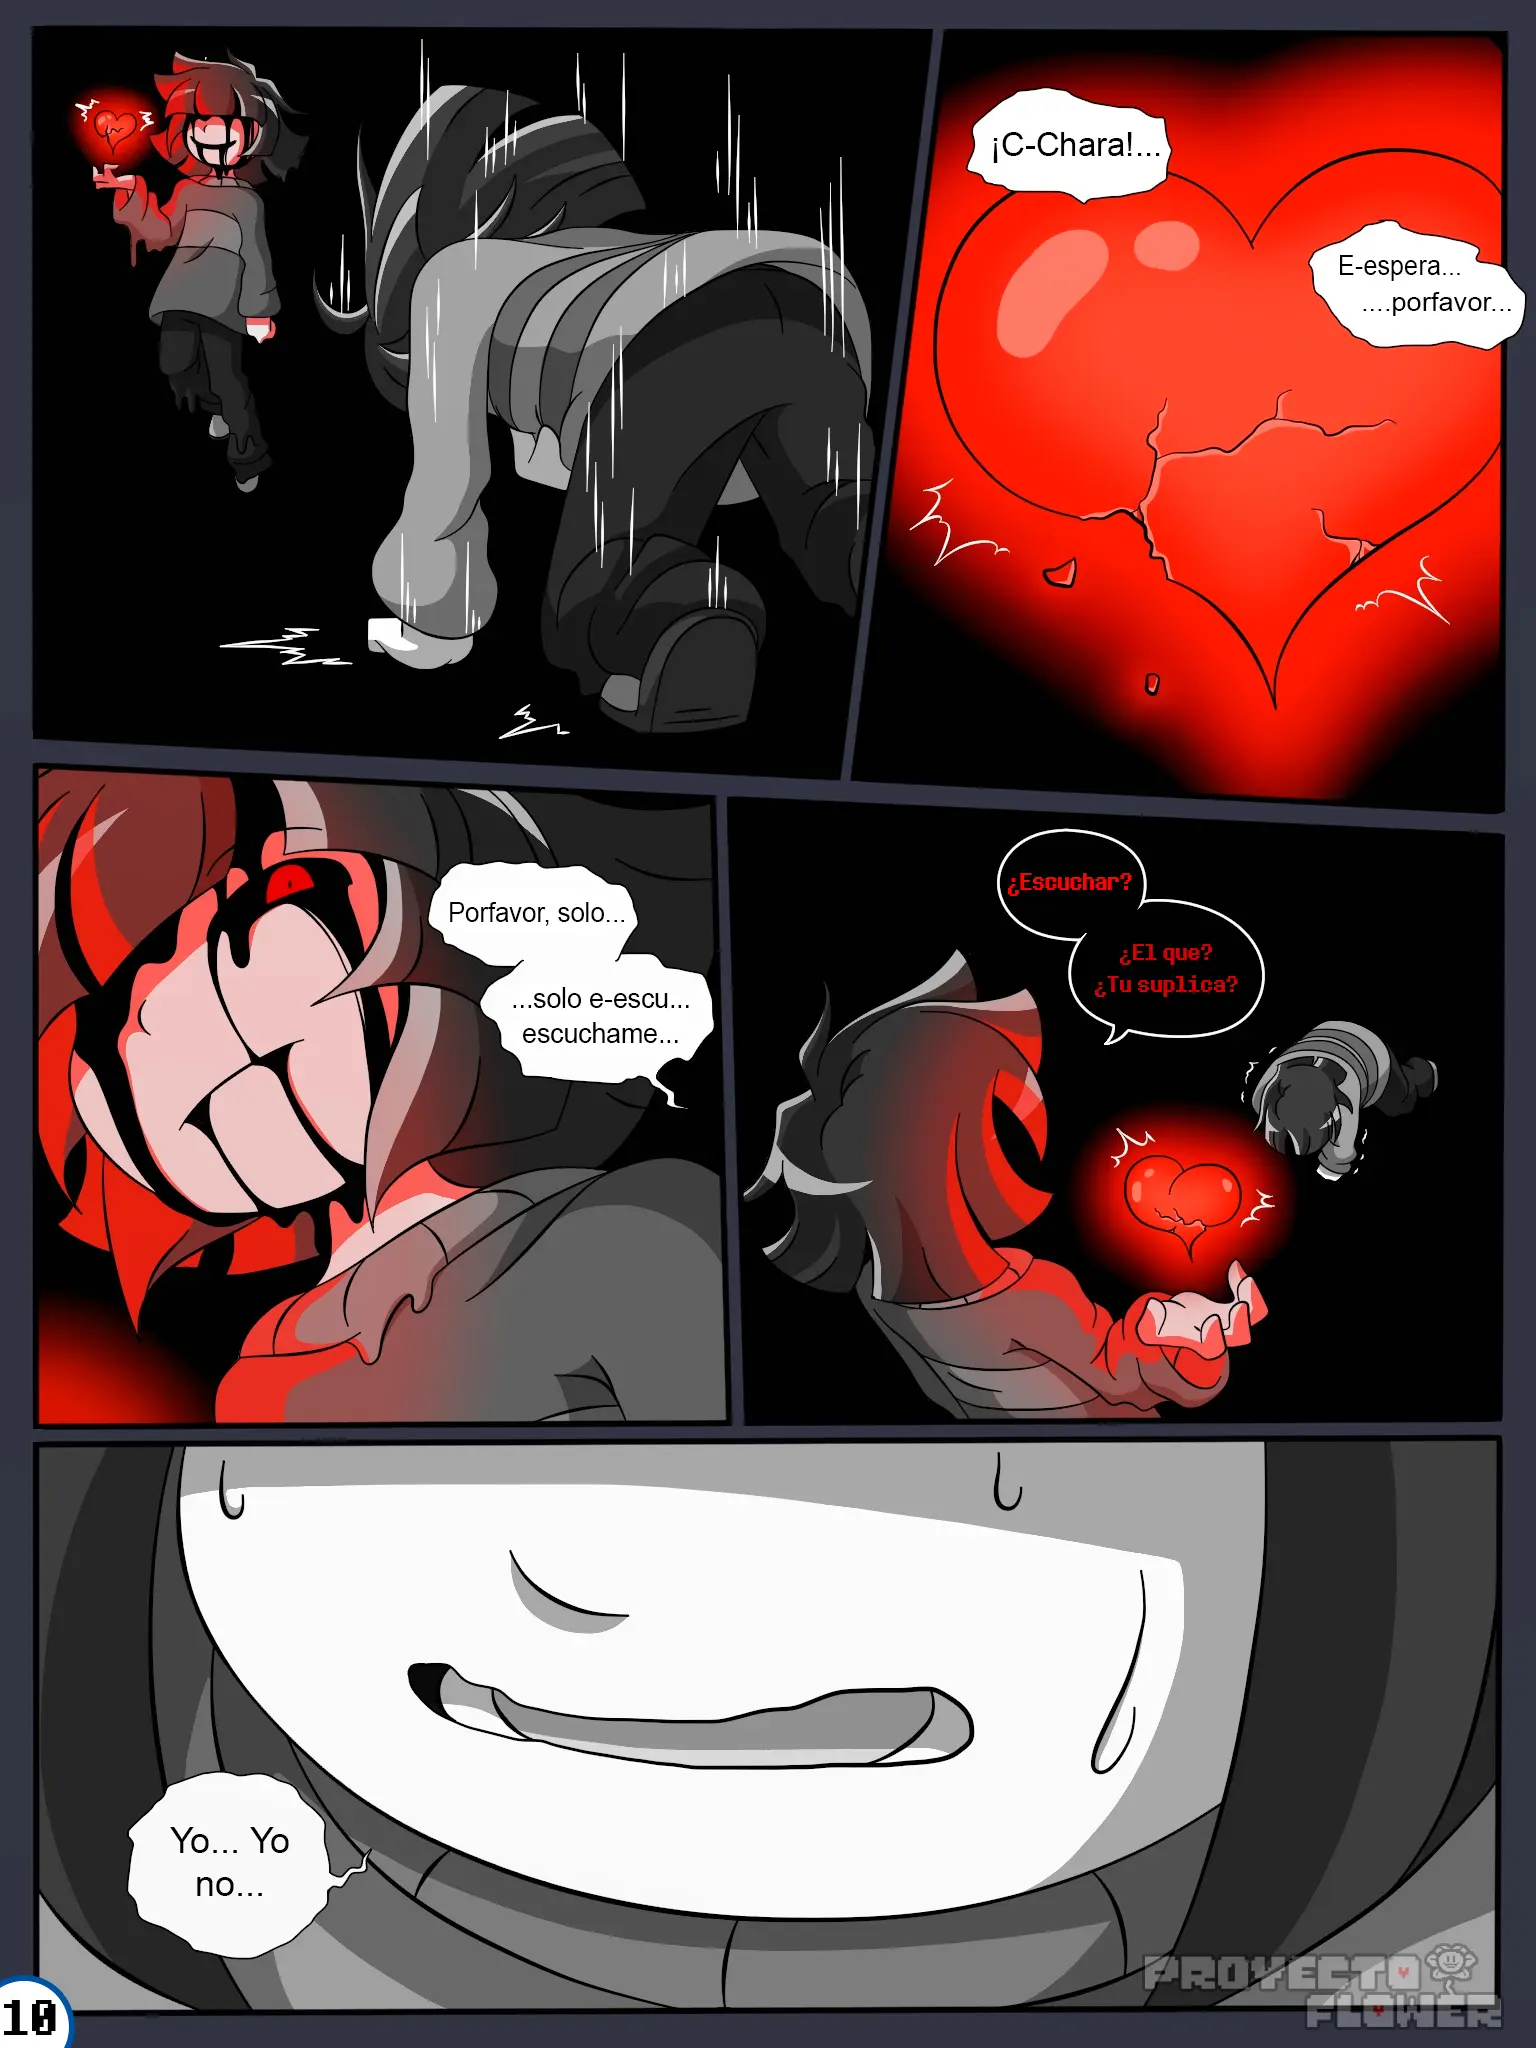 ¡C-Chara!...
E-espera...
....porfavor...
Porfavor, solo...
...solo e-escu...
escuchame...
¿Escuchar?
¿El que?
¿Tu suplica?
Yo... Yo
no...
10
PROYECTO
FLOWER